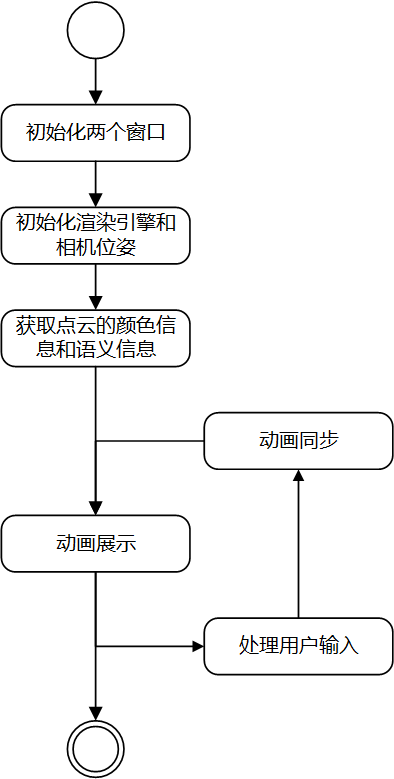 初始化两个窗口
初始化渲染引擎和
相机位姿
获取点云的颜色信
息和语义信息
动画同步
动画展示
处理用户输入